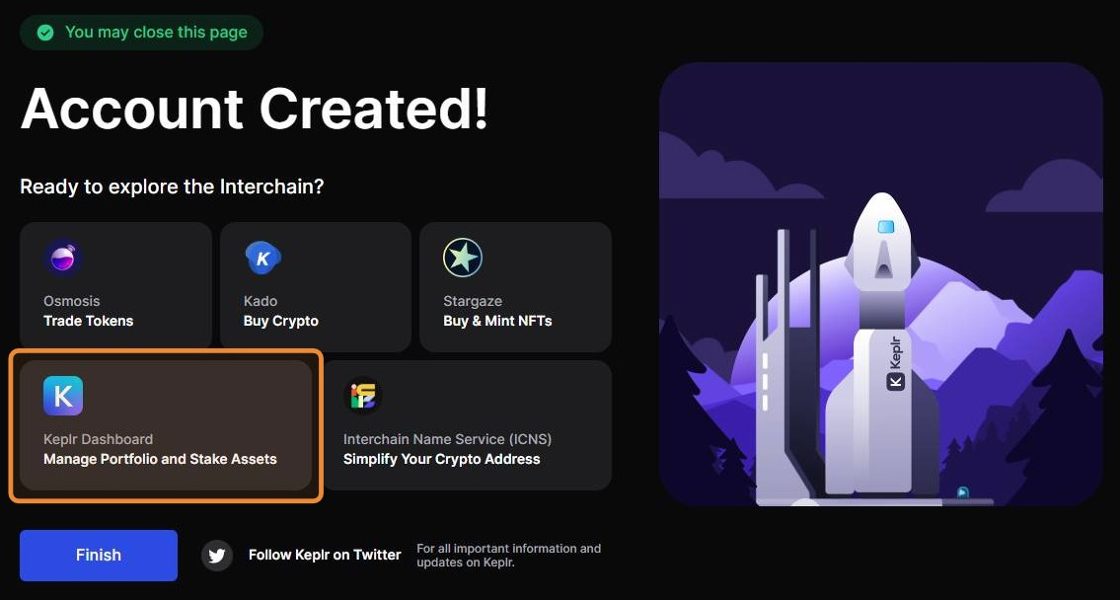 You may close this page
Account Created!
Ready to explore the Interchain?
Osmosis
Trade Tokens
K
Kado
Buy Crypto
Stargaze
Buy & Mint NFTs
K
Keplr Dashboard
Manage Portfolio and Stake Assets
Interchain Name Service (ICNS)
Simplify Your Crypto Address
Finish
Follow Keplr on Twitter
For all important information and
updates on Keplr.
K Keplr